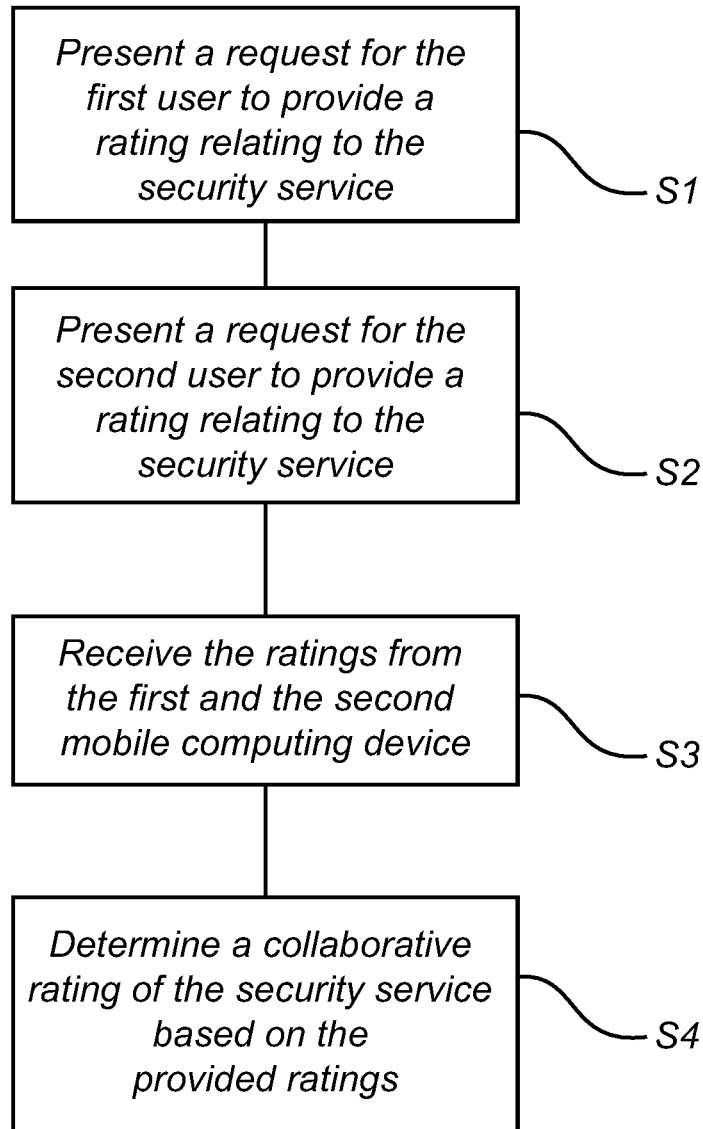 Present a request for the
first user to provide a
rating relating to the
security service
S1
Present a request for the
second user to provide a
rating relating to the
security service
S2
Receive the ratings from
the first and the second
mobile computing device
S3
Determine a collaborative
rating of the security service
based on the
provided ratings
S4